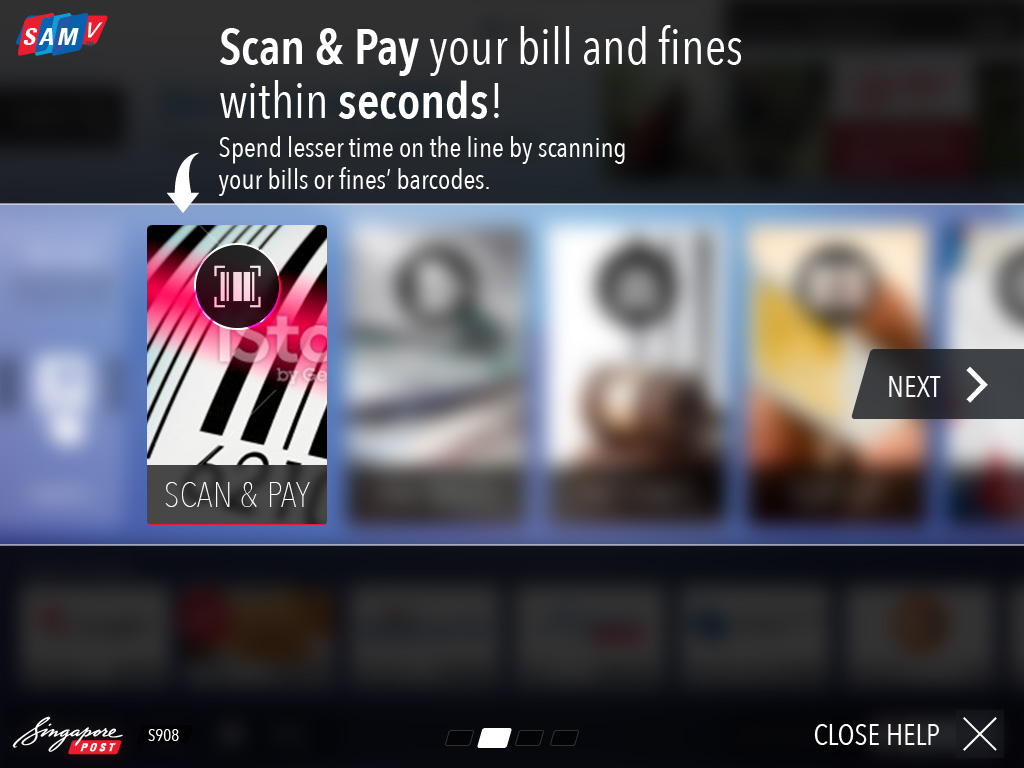 SAM V
Scan & Pay your bill and fines
within seconds!
Spend lesser time on the line by scanning
your bills or fines’ barcodes.
iSto
by Ge
NEXT
SCAN & PAY
Singapore
POST
S908
CLOSE HELP